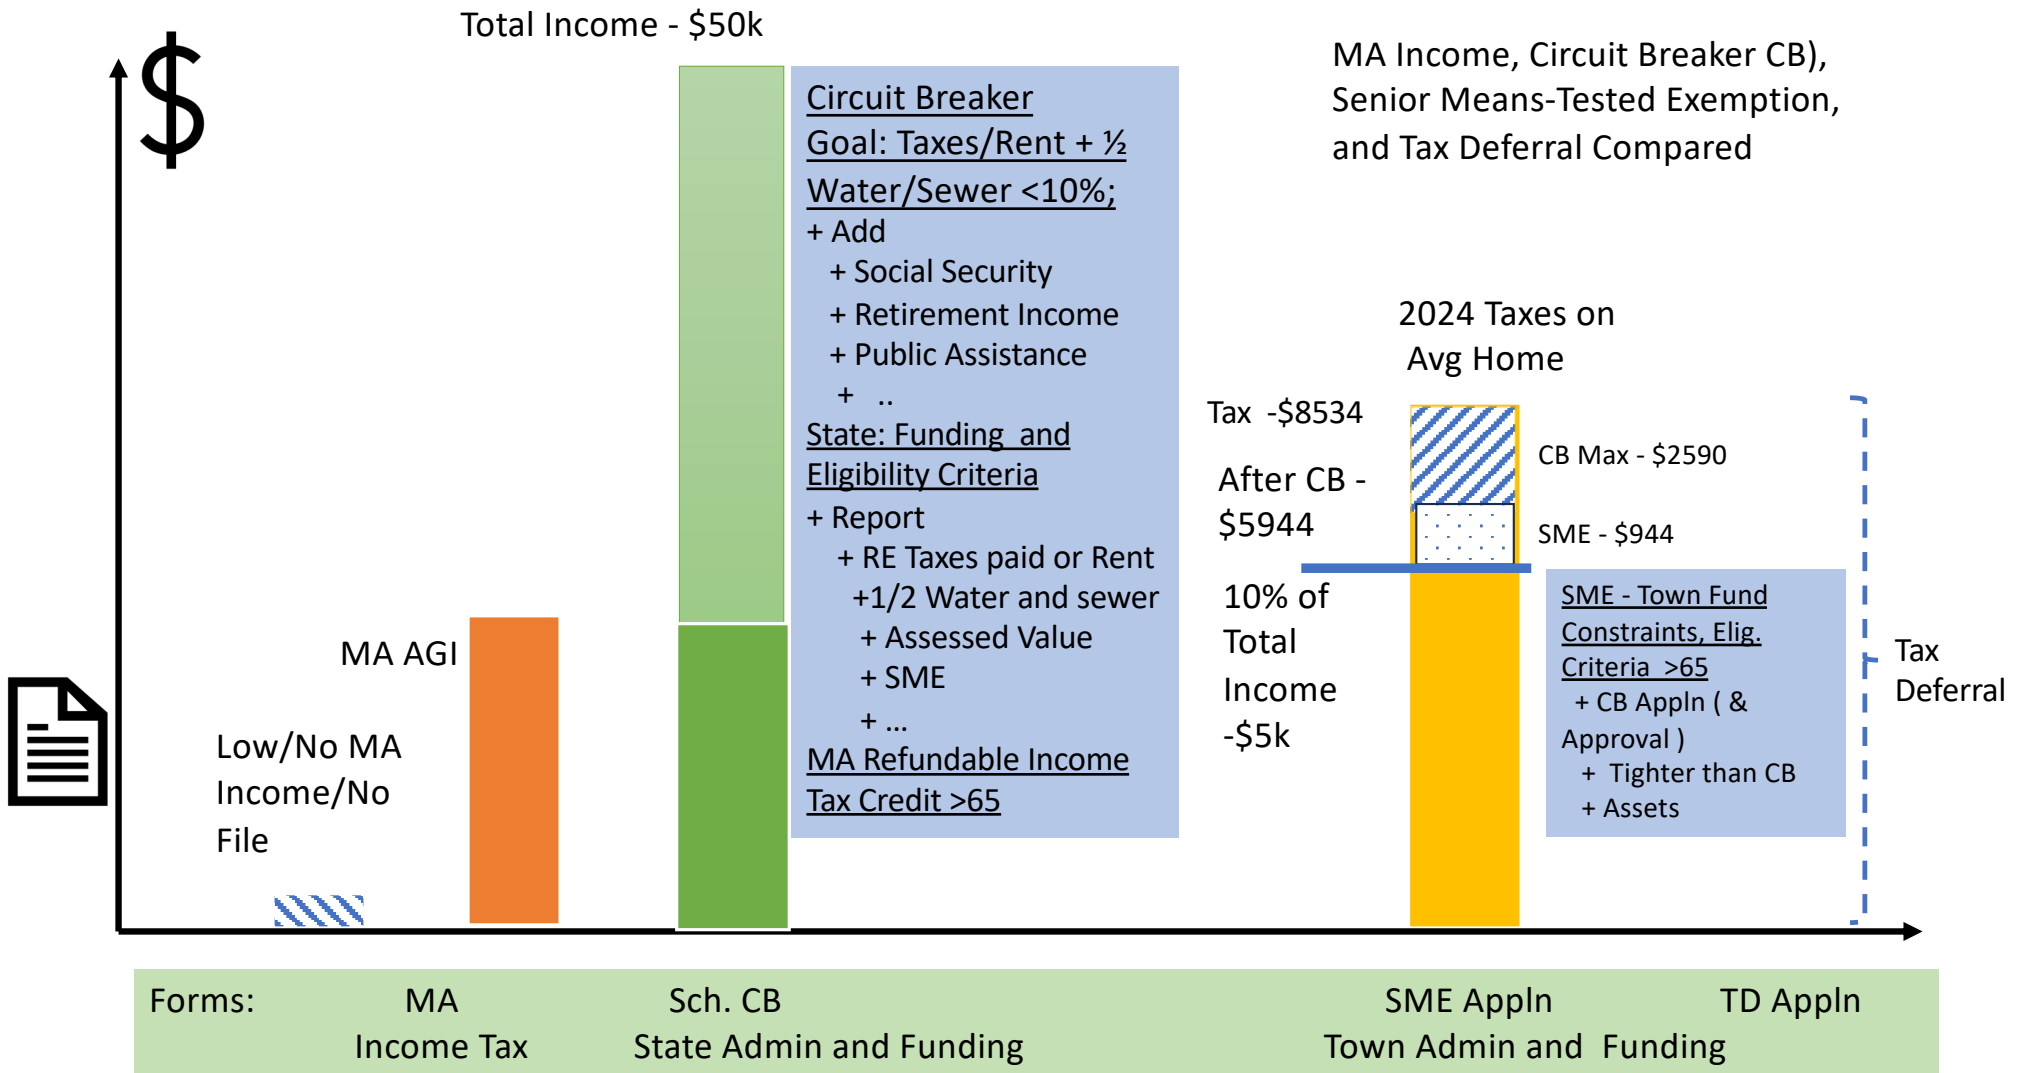 Total Income - $50k
$
MA Income, Circuit Breaker CB),
Senior Means-Tested Exemption,
and Tax Deferral Compared
Circuit Breaker
Goal: Taxes/Rent + ½
Water/Sewer <10%;
+ Add
+ Social Security
+ Retirement Income
+ Public Assistance
+ ..
State: Funding and
Eligibility Criteria
+ Report
+ RE Taxes paid or Rent
+1/2 Water and sewer
+ Assessed Value
+ SME
+ ...
MA Refundable Income
Tax Credit >65
MA AGI
Low/No MA
Income/No
File
2024 Taxes on
Avg Home
Tax -$8534
After CB -
$5944
10% of
Total
Income
-$5k
CB Max - $2590
SME - $944
SME - Town Fund
Constraints, Elig.
Criteria >65
+ CB Appln ( &
Approval )
+ Tighter than CB
+ Assets
Tax
Deferral
Forms: MA Sch. CB SME Appln TD Appln
Income Tax State Admin and Funding Town Admin and Funding